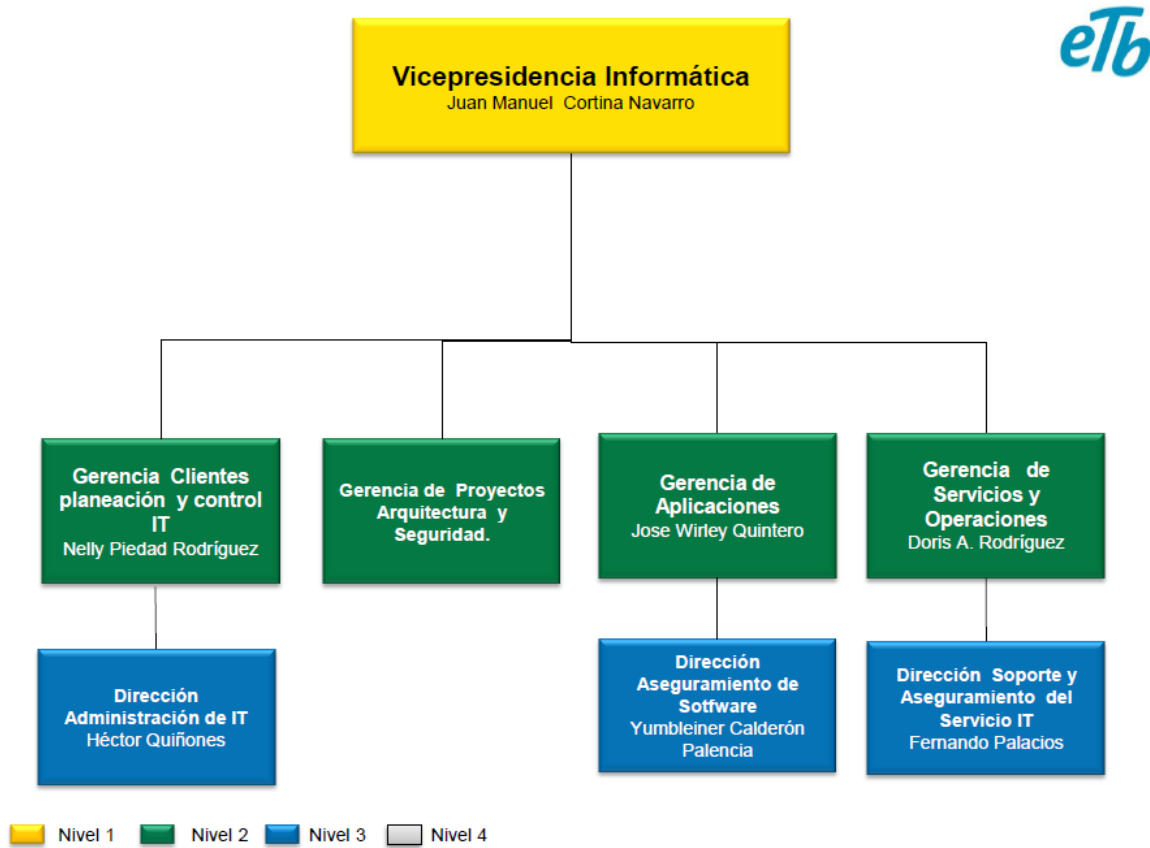 eTb
Vicepresidencia Informática
Juan Manuel Cortina Navarro
Gerencia Clientes
planeación y control
IT
Nelly Piedad Rodríguez
Gerencia de Proyectos
Arquitectura y
Seguridad.
Gerencia de
Aplicaciones
Jose Wirley Quintero
Gerencia de
Servicios y
Operaciones
Doris A. Rodríguez
Dirección
Administración de IT
Héctor Quiñones
Dirección
Aseguramiento de
Sotfware
Yumbleiner Calderón
Palencia
Dirección Soporte y
Aseguramiento del
Servicio IT
Fernando Palacios
Nivel 1
Nivel 2
Nivel 3
Nivel 4